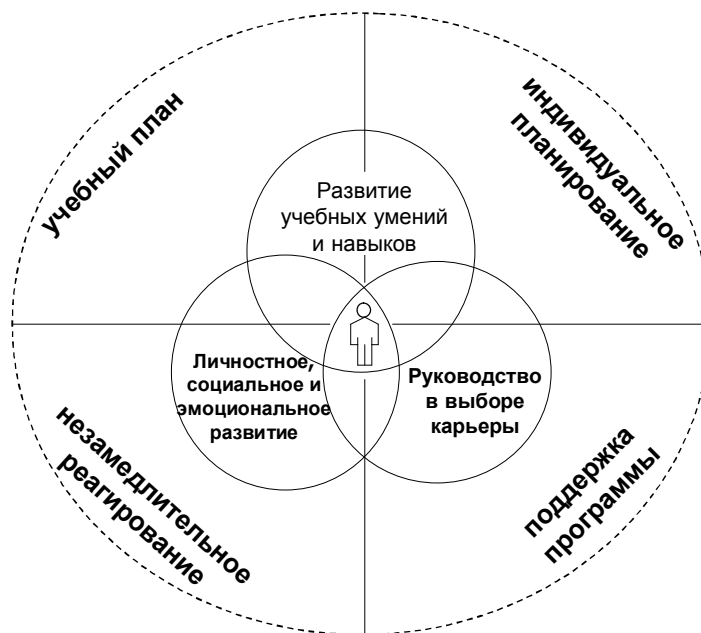 учебный план
индивидуальное
планирование
Развитие
учебных умений
и навыков
Личностное,
социальное и
эмоциональное
развитие
Руководство
в выборе
карьеры
незамедлительное
реагирование
поддержка
программы